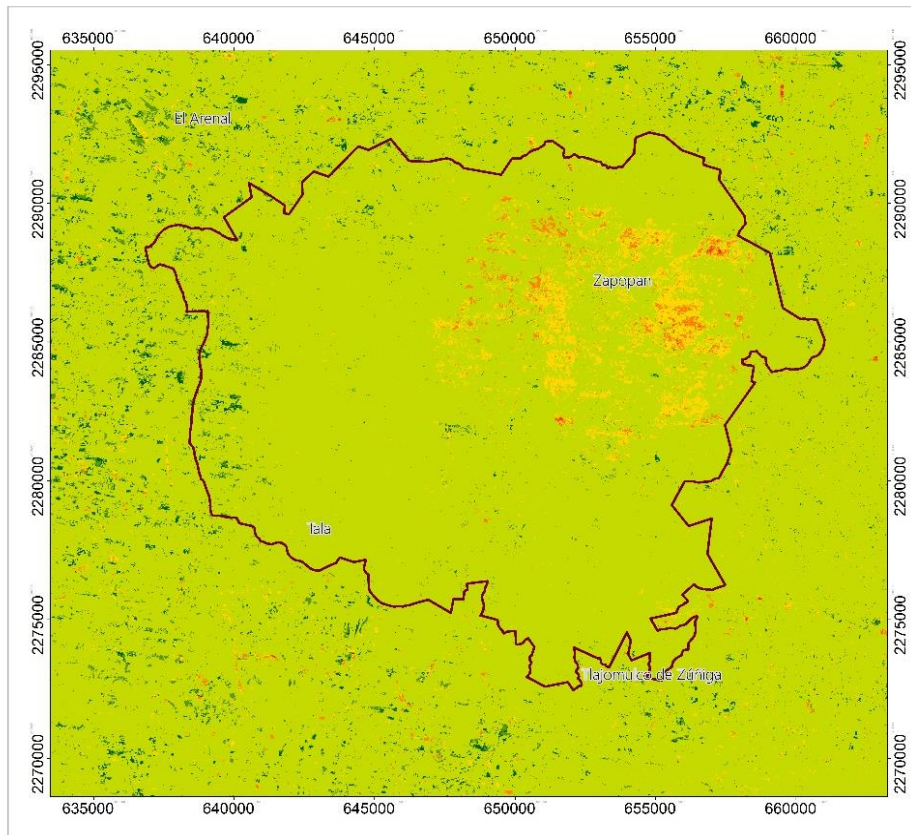 635000 640000 645000 650000 655000 660000
2295000 2295000
El Arenal
2290000 2290000
Zapopan
2285000 2285000
2280000 2280000
Tala
2275000 2275000
Tlajomulco de Zúñiga
2270000 2270000
635000 640000 645000 650000 655000 660000